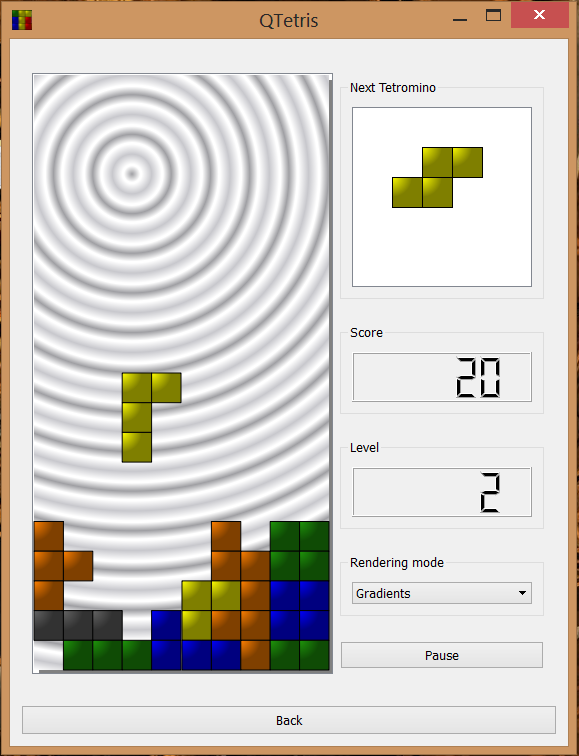 QTetris
Next Tetromino
Score
20
Level
2
Rendering mode
Gradients
Pause
Back